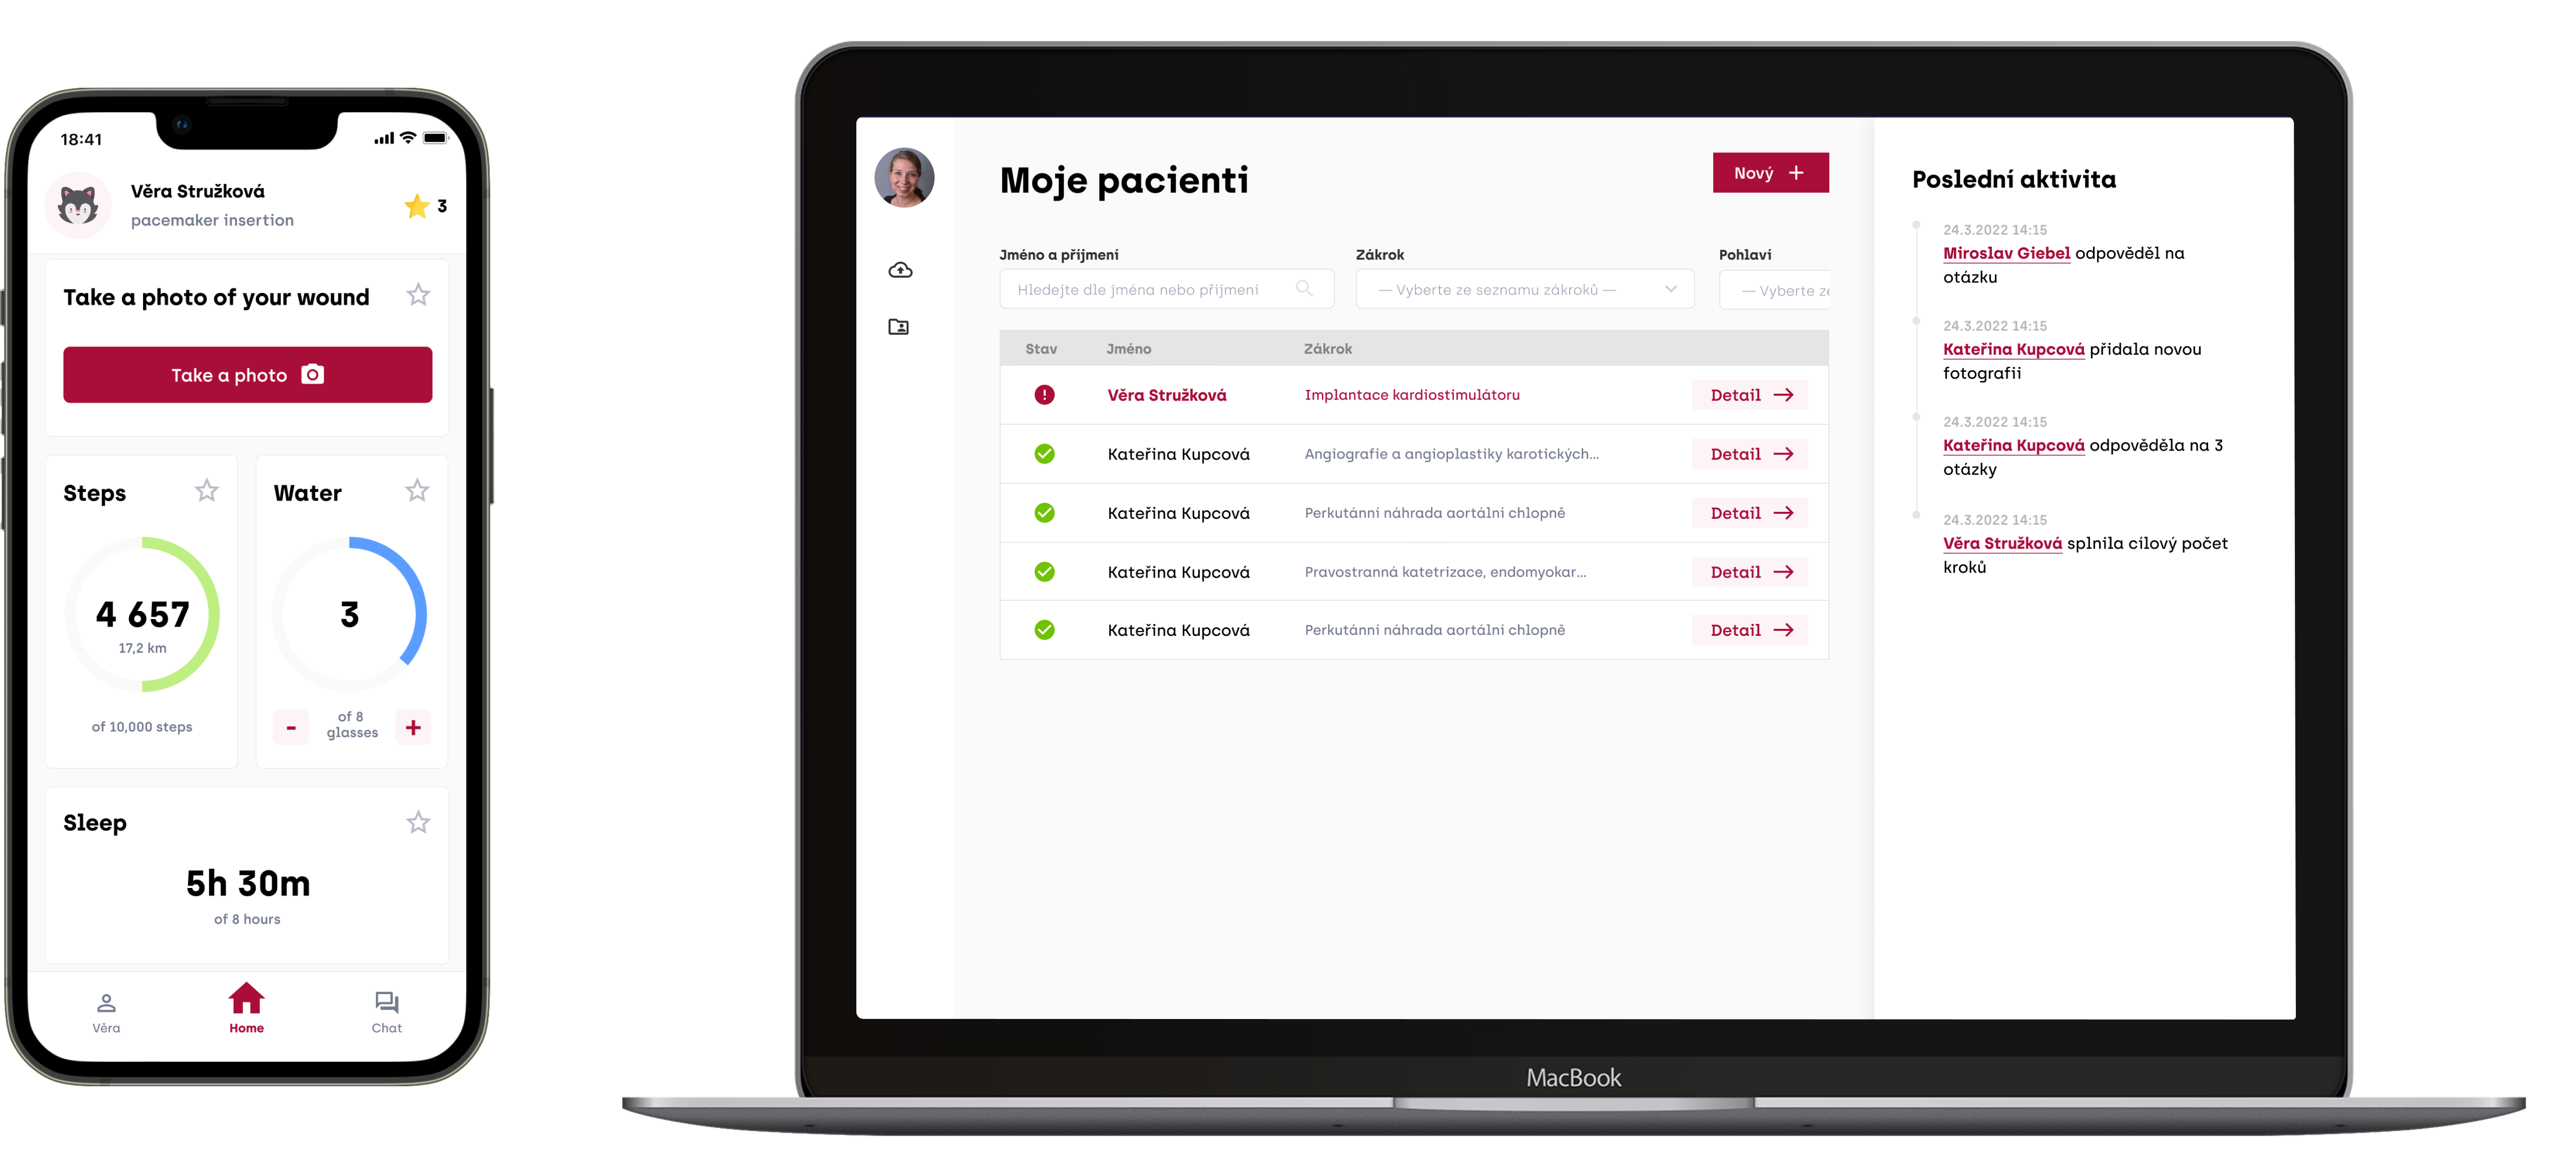 18:41
Věra Stružková
pacemaker insertion
3
Take a photo of your wound
Take a photo
Steps
Water
4 657
17,2 km
3
of 10,000 steps
-
of 8
glasses
+
Sleep
5h 30m
of 8 hours
Věra
Home
Chat
Moje pacienti
Nový +
Jméno a příjmení
Zákrok
Pohlaví
Hledejte dle jména nebo příjmení
— Vyberte ze seznamu zákroků —
— Vyberte ze
Stav
Jméno
Zákrok
Věra Stružková
Implantace kardiostimulátoru
Detail
Kateřina Kupcová
Angiografie a angioplastiky karotických...
Detail
Kateřina Kupcová
Perkutánní náhrada aortální chlopně
Detail
Kateřina Kupcová
Pravostranná katetrizace, endomyokar...
Detail
Kateřina Kupcová
Perkutánní náhrada aortální chlopně
Detail
Poslední aktivita
24.3.2022 14:15
Miroslav Giebel odpověděl na
otázku
24.3.2022 14:15
Kateřina Kupcová přidala novou
fotografii
24.3.2022 14:15
Kateřina Kupcová odpověděla na 3
otázky
24.3.2022 14:15
Věra Stružková splnila cílový počet
kroků
MacBook